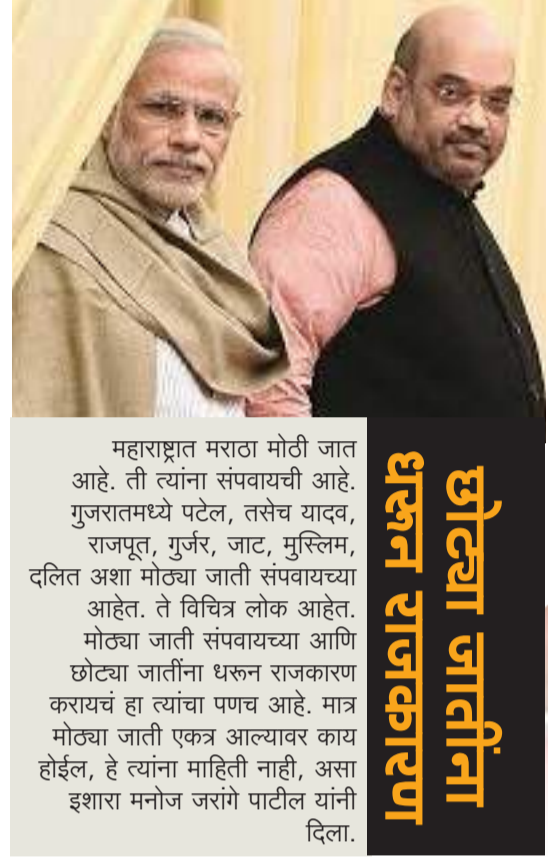 महाराष्ट्रात मराठा मोठी जात
आहे. ती त्यांना संपवायची आहे.
गुजरातमध्ये पटेल, तसेच यादव,
राजपूत, गुर्जर, जाट, मुस्लिम,
दलित अशा मोठ्या जाती संपवायच्या
आहेत. ते विचित्र लोक आहेत.
मोठ्या जाती संपवायच्या आणि
छोट्या जातींना धरून राजकारण
करायचं हा त्यांचा पणच आहे. मात्र
मोठ्या जाती एकत्र आल्यावर काय
होईल, हे त्यांना माहिती नाही, असा
इशारा मनोज जरांगे पाटील यांनी
दिला.
छोट्या जातींना
धरून राजकारण